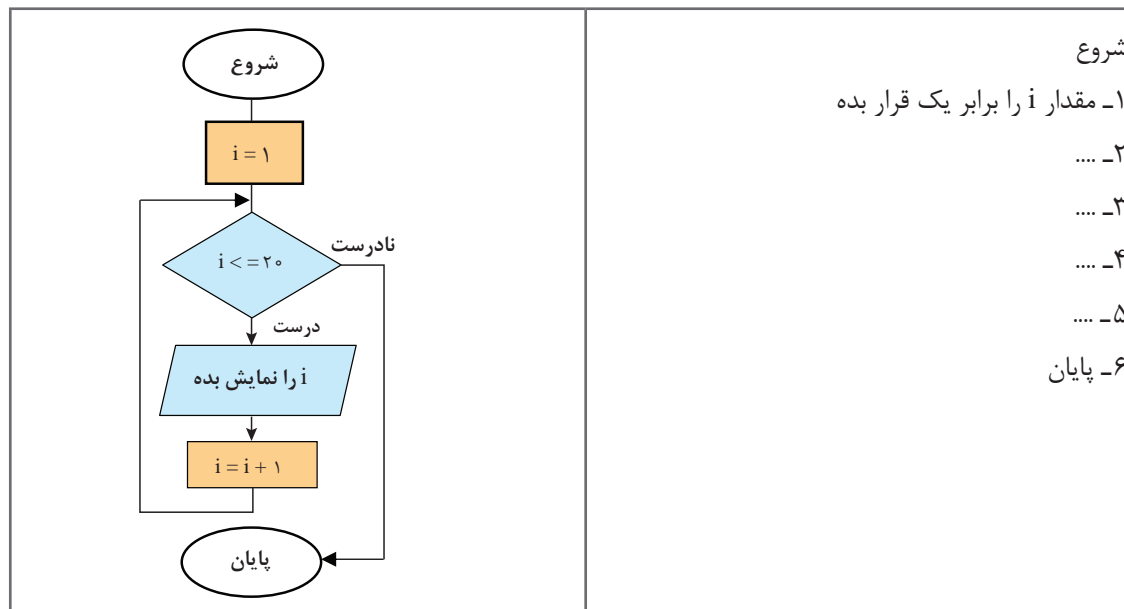 شروع
۱ـ مقدار i را برابر یک قرار بده
۲ـ ....
۳ـ ....
۴ـ ....
۵ـ ....
۶ـ پایان
شروع
i = ۱
i < = ۲۰
نادرست
درست
i را نمایش بده
i = i + ۱
پایان